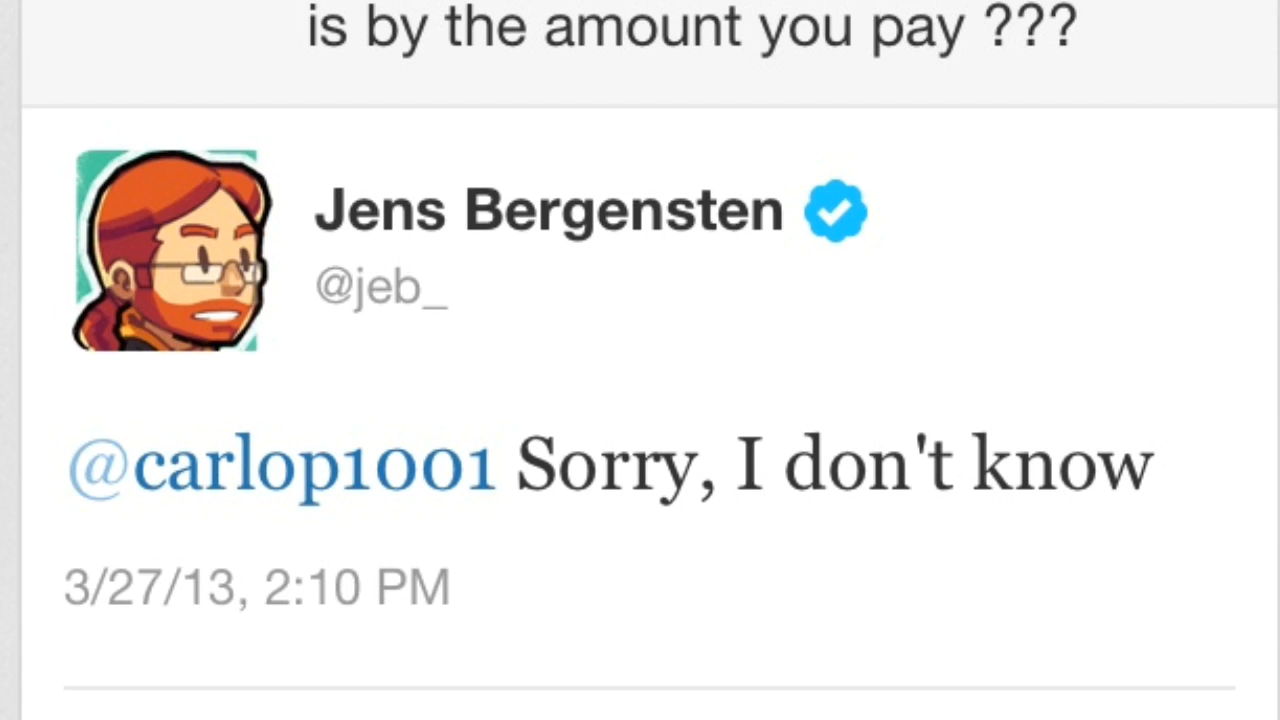 is by the amount you pay ???
Jens Bergensten
@jeb_
@carlop1001 Sorry, I don't know
3/27/13, 2:10 PM